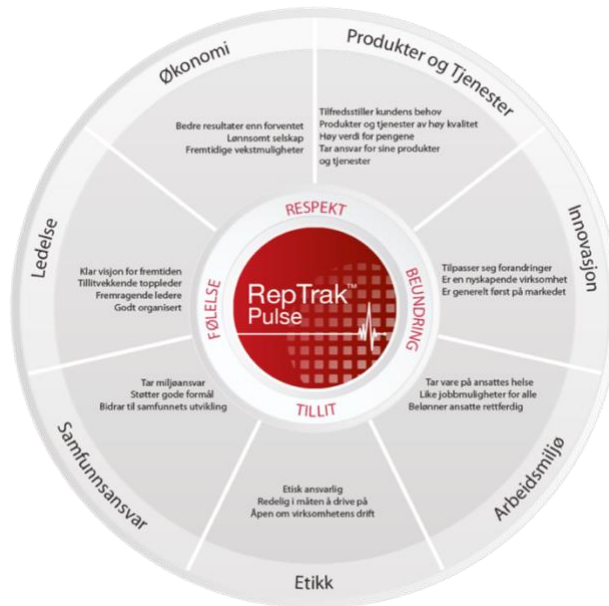 Økonomi
Bedre resultater enn forventet
Lønnsomt selskap
Fremtidige vekstmuligheter
Produkter og Tjenester
Tilfredsstiller kundens behov
Produkter og tjenester av høy kvalitet
Høy verdi for pengene
Tar ansvar for sine produkter
og tjenester
Innovasjon
Tilpasser seg forandringer
Er en nyskapende virksomhet
Er generelt først på markedet
Arbeidsmiljø
Tar vare på ansattes helse
Like jobbmuligheter for alle
Belønner ansatte rettferdig
Etikk
Etisk ansvarlig
Redelig i måten å drive på
Åpen om virksomhetens drift
Samfunnsansvar
Tar miljøansvar
Støtter gode formål
Bidrar til samfunnets utvikling
Ledelse
Klar visjon for fremtiden
Tillitvekkende toppleder
Fremragende ledere
Godt organisert
RESPEKT
BEUNDRING
TILLIT
FØLELSE
RepTrak™
Pulse